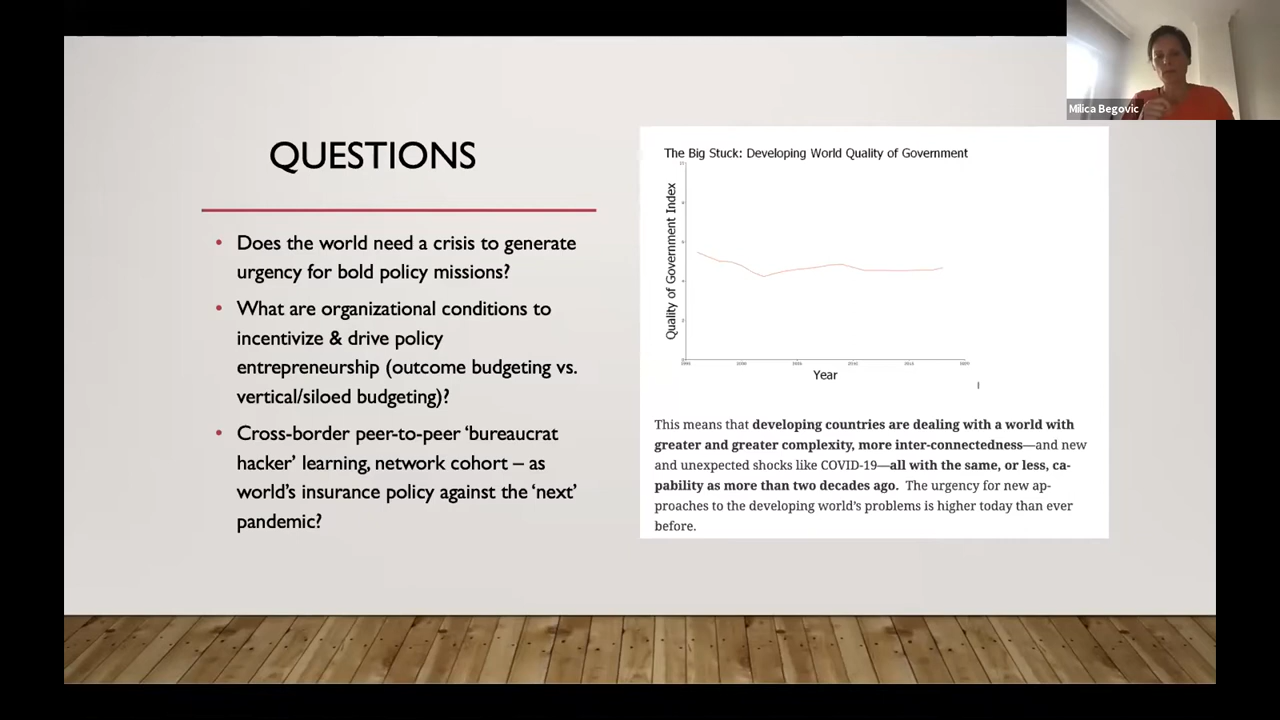 Milica Begovic
QUESTIONS
• Does the world need a crisis to generate
urgency for bold policy missions?
• What are organizational conditions to
incentivize & drive policy
entrepreneurship (outcome budgeting vs.
vertical/siloed budgeting)?
• Cross-border peer-to-peer ‘bureaucrat
hacker’ learning, network cohort – as
world’s insurance policy against the ‘next’
pandemic?
The Big Stuck: Developing World Quality of Government
Quality of Government Index
Year
This means that developing countries are dealing with a world with
greater and greater complexity, more inter-connectedness—and new
and unexpected shocks like COVID-19—all with the same, or less, ca-
pability as more than two decades ago. The urgency for new ap-
proaches to the developing world’s problems is higher today than ever
before.